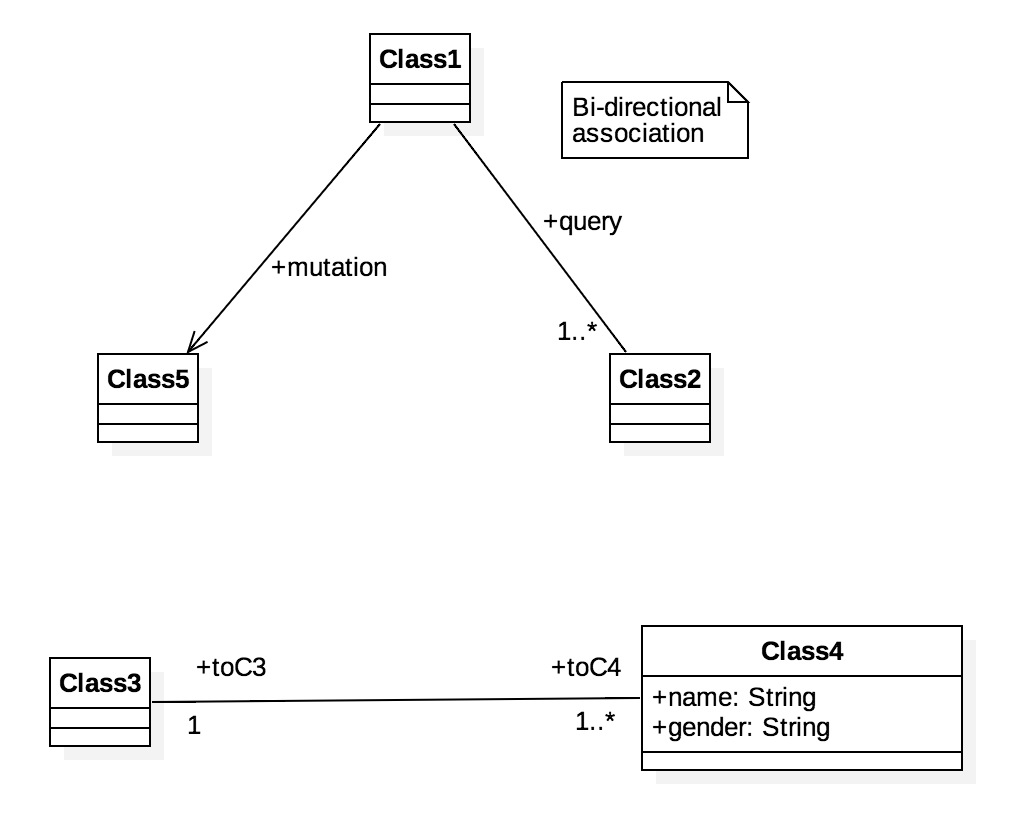 Class1
Bi-directional
association
+query
+mutation
1..*
Class5
Class2
Class4
+toC3
+toC4
Class3
+name: String
1
1..*
+gender: String